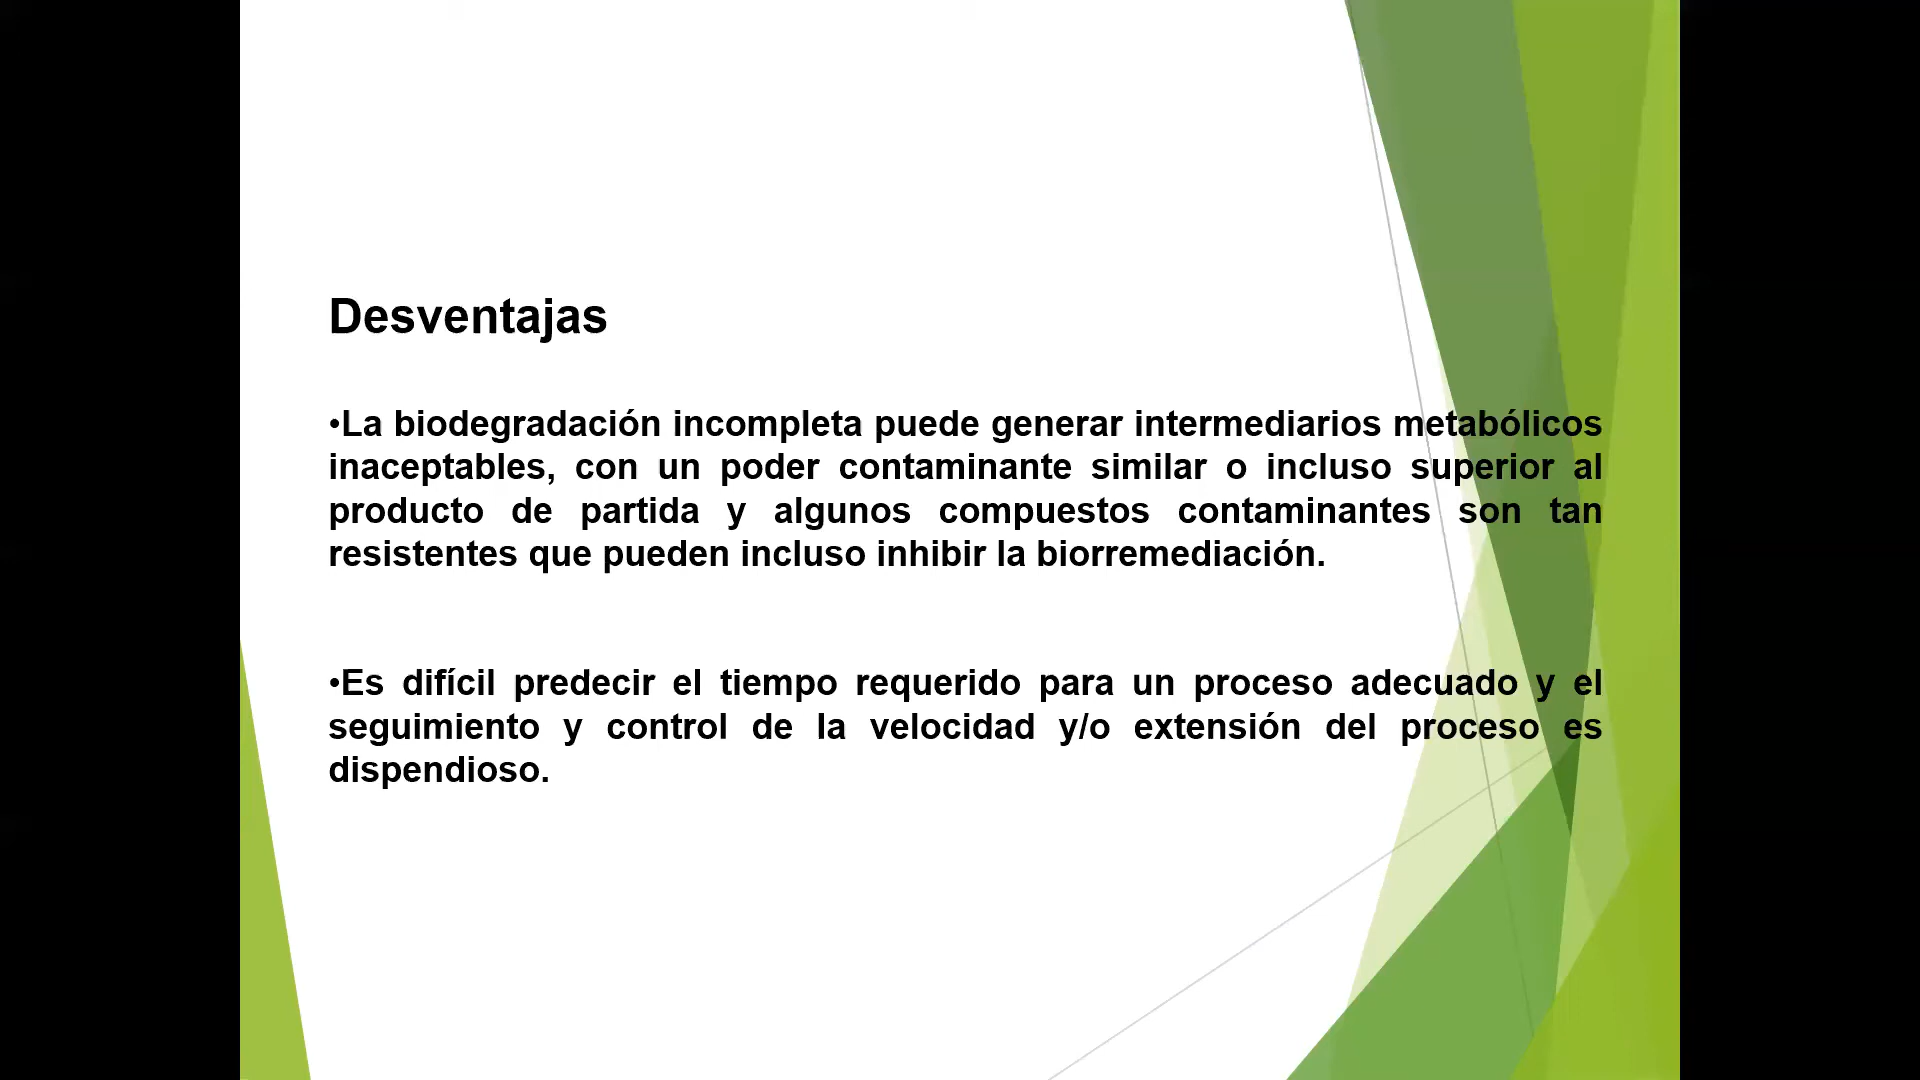 Desventajas
•La biodegradación incompleta puede generar intermediarios metabólicos
inaceptables, con un poder contaminante similar o incluso superior al
producto de partida y algunos compuestos contaminantes son tan
resistentes que pueden incluso inhibir la biorremediación.
•Es difícil predecir el tiempo requerido para un proceso adecuado y el
seguimiento y control de la velocidad y/o extensión del proceso es
dispendioso.